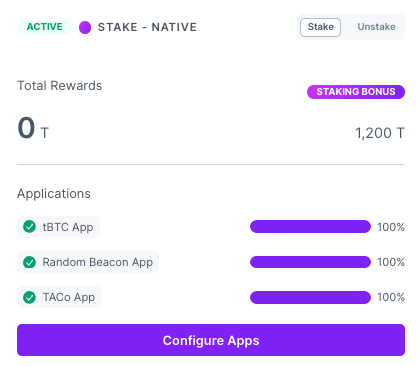 ACTIVE STAKE - NATIVE Stake Unstake
Total Rewards STAKING BONUS
0 T 1,200 T
Applications
tBTC App 100%
Random Beacon App 100%
TACo App 100%
Configure Apps